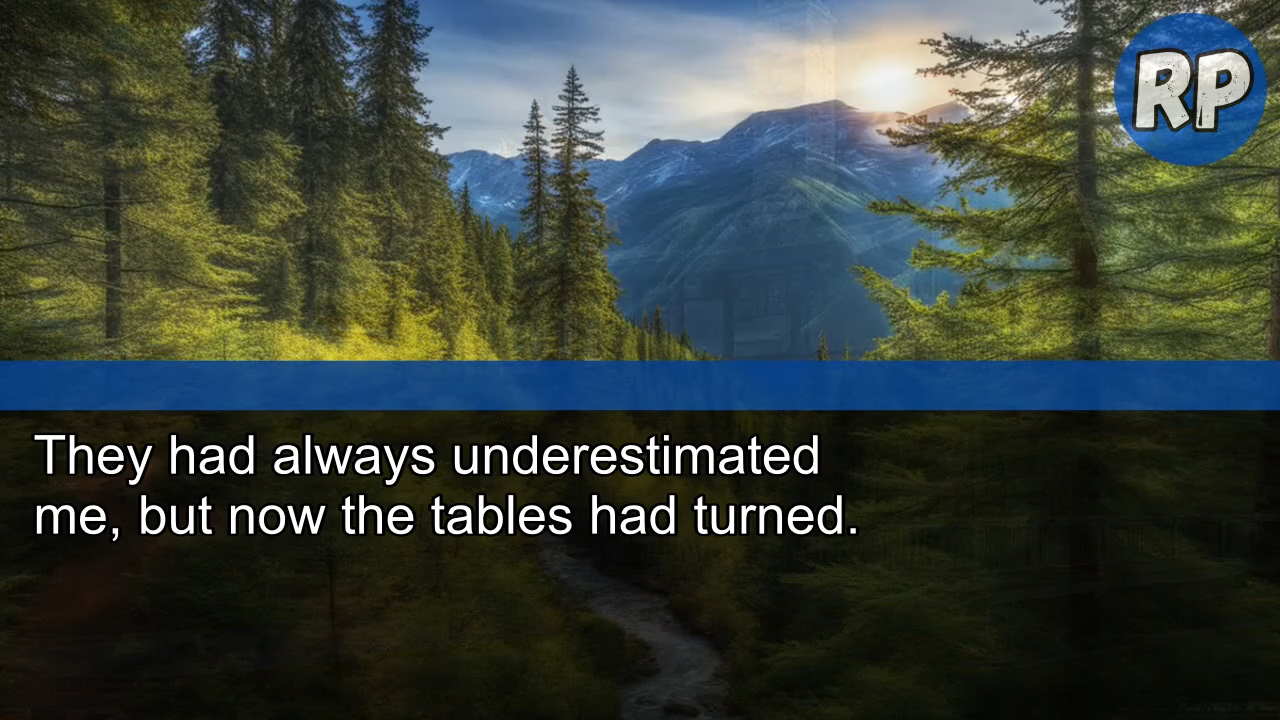 RP
They had always underestimated
me, but now the tables had turned.